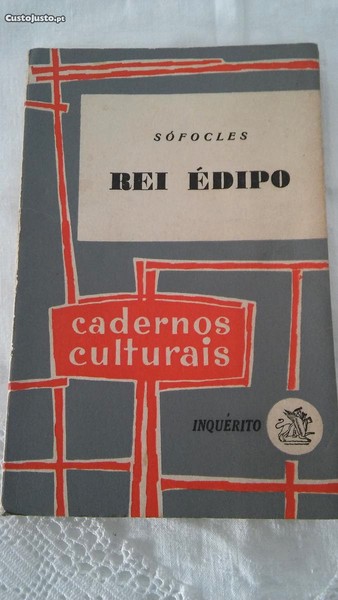 CustoJusto.pt
SÓFOCLES
REI ÉDIPO
cadernos
culturais
INQUÉRITO